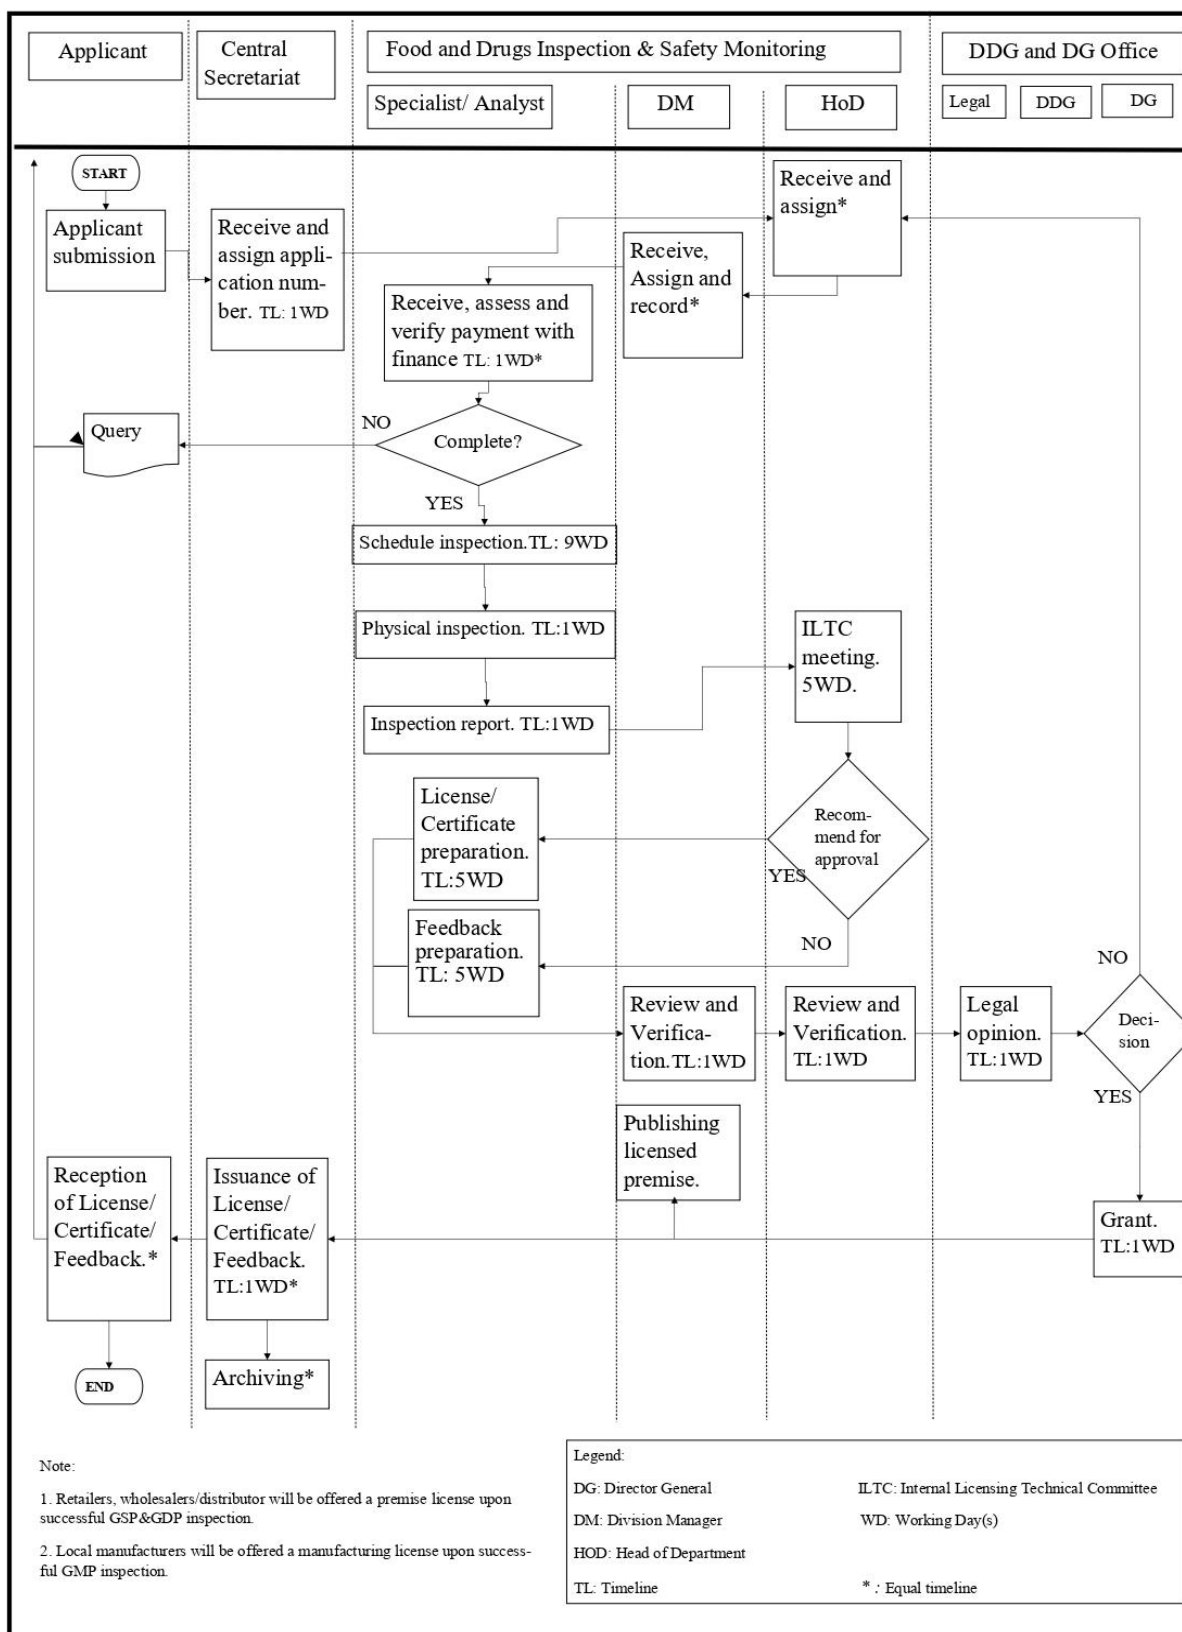 Applicant
Central
Secretariat
Food and Drugs Inspection & Safety Monitoring
DDG and DG Office
Specialist/ Analyst
DM
HoD
Legal
DDG
DG
START
Applicant
submission
Receive and
assign appli-
cation num-
ber. TL: 1WD
Receive and
assign*
Receive,
Assign and
record*
Receive, assess and
verify payment with
finance TL: 1WD*
NO
Query
Complete?
YES
Schedule inspection.TL: 9WD
Physical inspection. TL:1WD
Inspection report. TL:1WD
ILTC
meeting.
5WD.
Recom-
mend for
approval
YES
NO
License/
Certificate
preparation.
TL:5WD
Feedback
preparation.
TL: 5WD
Review and
Verifica-
tion.TL:1WD
Review and
Verification.
TL:1WD
Legal
opinion.
TL:1WD
NO
Deci-
sion
YES
Publishing
licensed
premise.
Reception
of License/
Certificate/
Feedback.*
Issuance of
License/
Certificate/
Feedback.
TL:1WD*
Grant.
TL:1WD
END
Archiving*
Note:
1. Retailers, wholesalers/distributor will be offered a premise license upon
successful GSP&GDP inspection.
2. Local manufacturers will be offered a manufacturing license upon success-
ful GMP inspection.
Legend:
DG: Director General
ILTC: Internal Licensing Technical Committee
DM: Division Manager
WD: Working Day(s)
HOD: Head of Department
TL: Timeline
* : Equal timeline